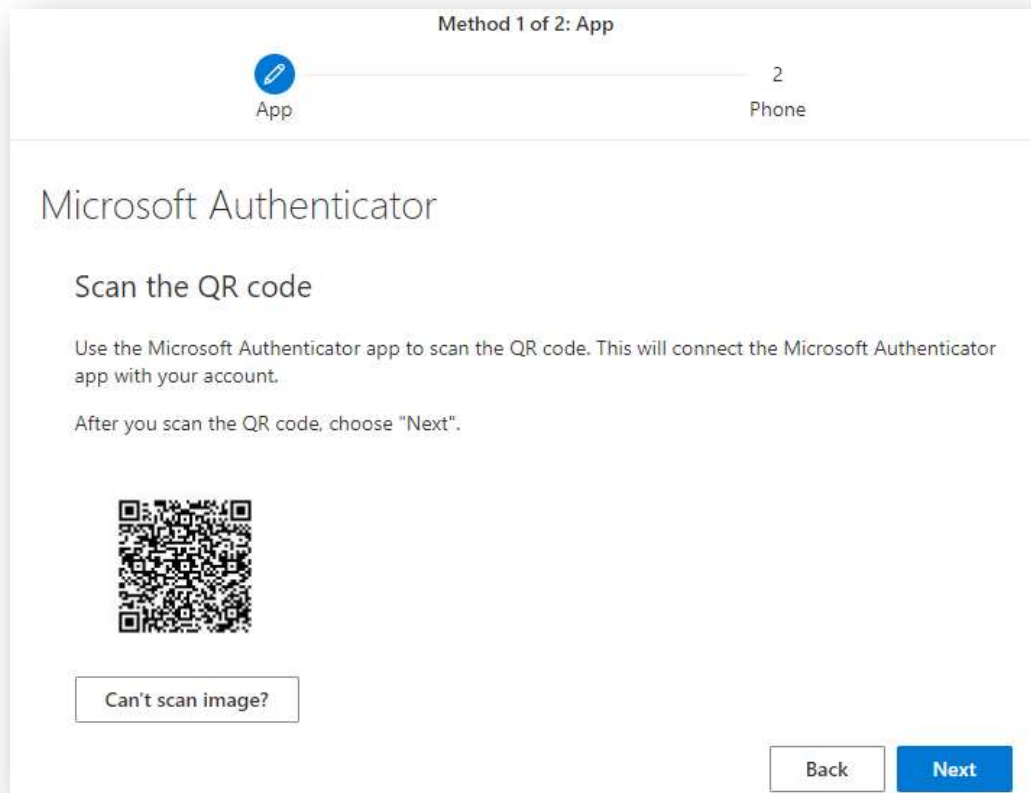 Method 1 of 2: App
2
App
Phone
Microsoft Authenticator
Scan the QR code
Use the Microsoft Authenticator app to scan the QR code. This will connect the Microsoft Authenticator
app with your account.
After you scan the QR code, choose "Next".
Can't scan image?
Back
Next